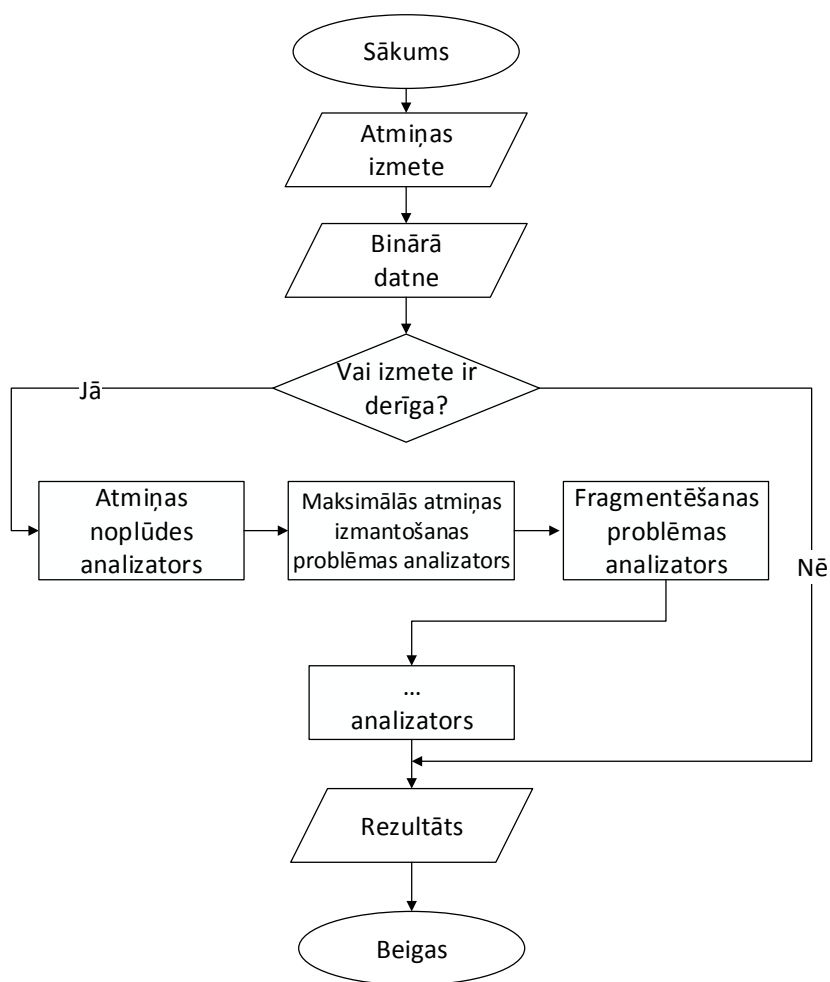 Sākums
Atmiņas
izmete
Binārā
datne
Vai izmete ir
derīga?
Jā
Atmiņas
noplūdes
analizators
Maksimālās atmiņas
izmantošanas
problēmas analizators
Fragmentēšanas
problēmas
analizators
Nē
...
analizators
Rezultāts
Beigas